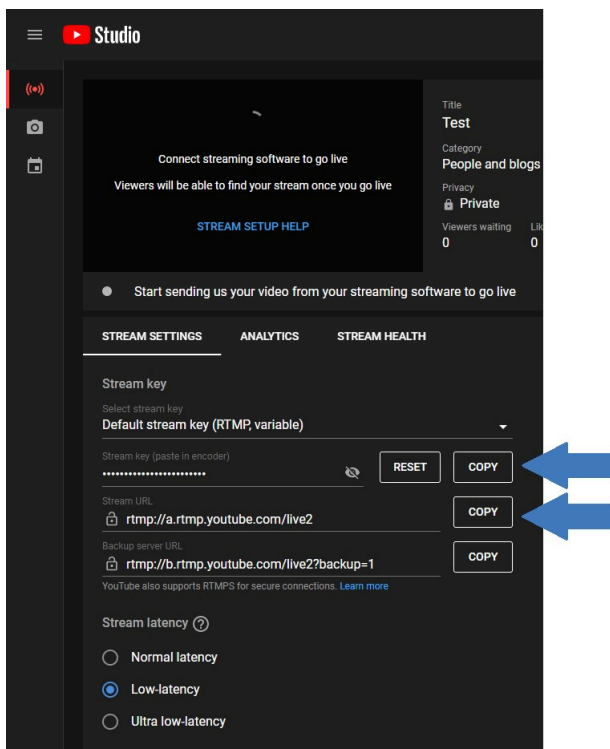 Studio
Title
Test
Category
People and blogs
Privacy
Private
Viewers waiting
Lik
0
0
Connect streaming software to go live
Viewers will be able to find your stream once you go live
STREAM SETUP HELP
Start sending us your video from your streaming software to go live
STREAM SETTINGS ANALYTICS STREAM HEALTH
Stream key
Select stream key
Default stream key (RTMP, variable)
Stream key (paste in encoder)
••••••••••••••••••••••••
RESET COPY
Stream URL
rtmp://a.rtmp.youtube.com/live2
COPY
Backup server URL
rtmp://b.rtmp.youtube.com/live2?backup=1
COPY
YouTube also supports RTMPS for secure connections. Learn more
Stream latency ?
Normal latency
Low-latency
Ultra low-latency